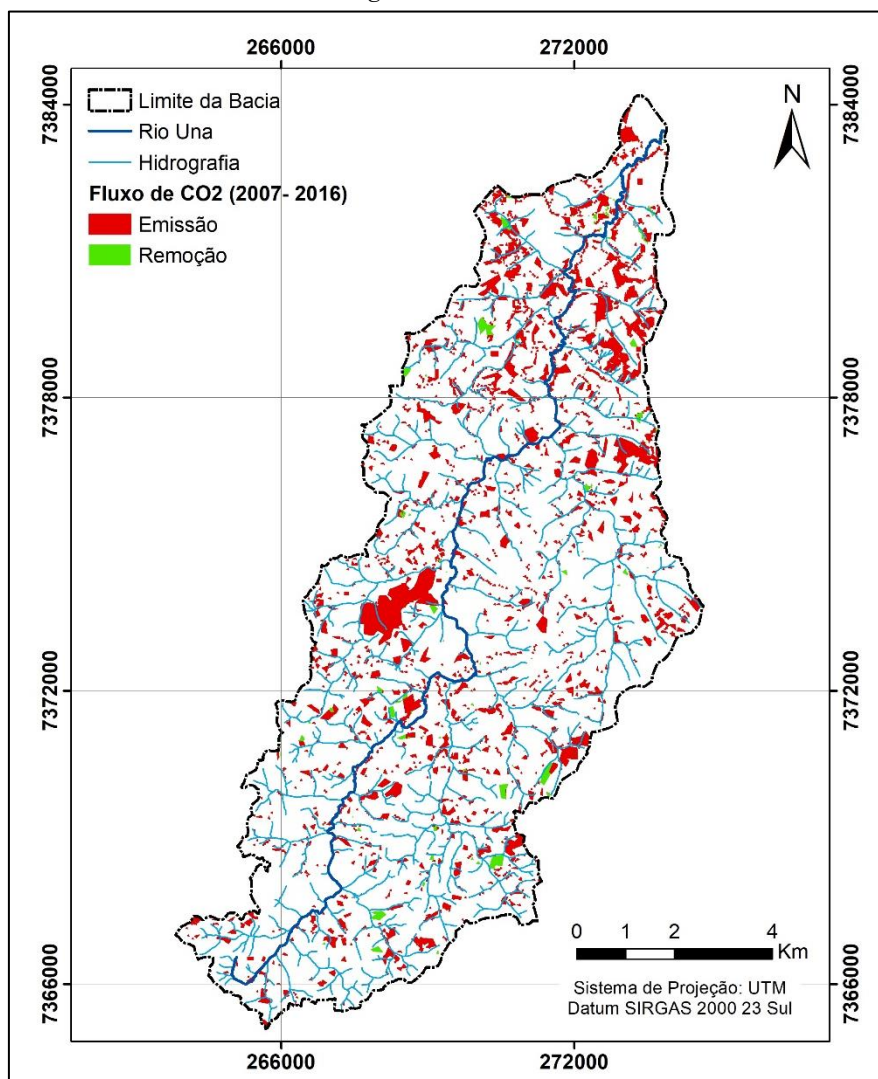 266000
272000
7384000
7384000
Limite da Bacia
Rio Una
Hidrografia
Fluxo de CO2 (2007- 2016)
Emissão
Remoção
N
7378000
7378000
7372000
7372000
0 1 2 4
Km
Sistema de Projeção: UTM
Datum SIRGAS 2000 23 Sul
7366000
7366000
266000
272000